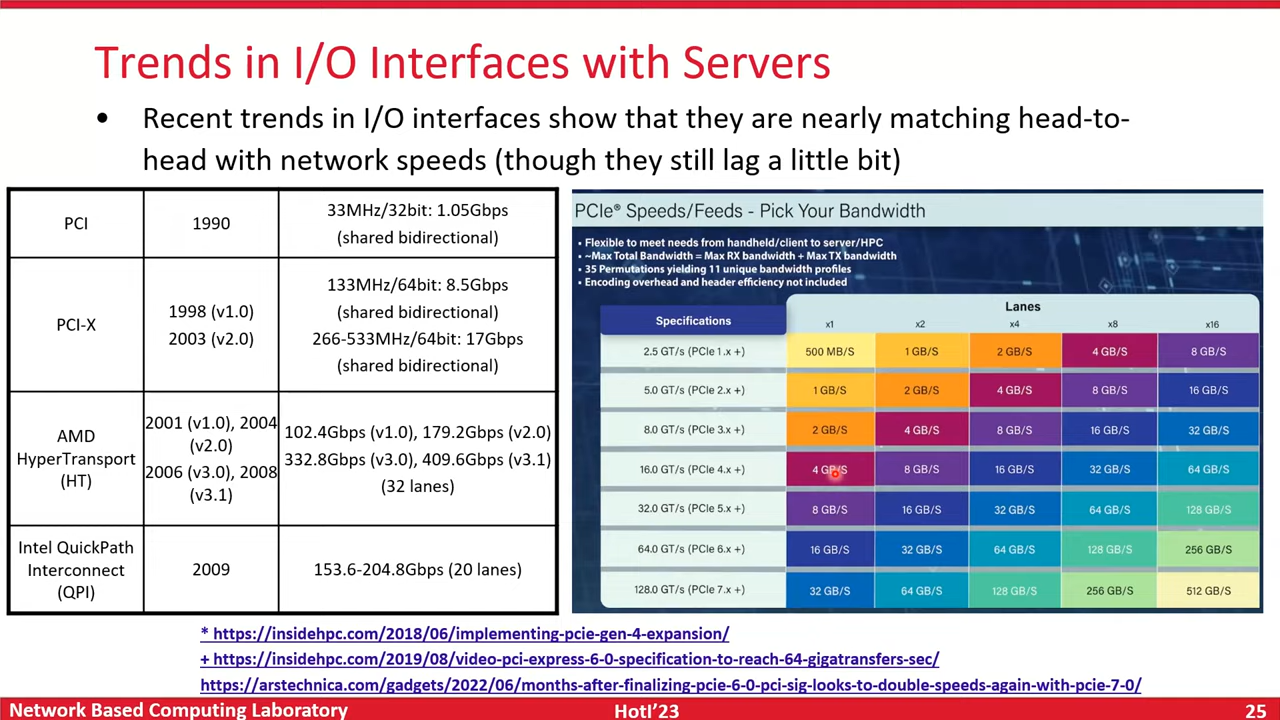 Trends in I/O Interfaces with Servers
• Recent trends in I/O interfaces show that they are nearly matching head-to-
head with network speeds (though they still lag a little bit)
PCI 1990 33MHz/32bit: 1.05Gbps
(shared bidirectional)
PCI-X 1998 (v1.0)
2003 (v2.0)
133MHz/64bit: 8.5Gbps
(shared bidirectional)
266-533MHz/64bit: 17Gbps
(shared bidirectional)
AMD
HyperTransport
(HT)
2001 (v1.0), 2004
(v2.0)
2006 (v3.0), 2008
(v3.1)
102.4Gbps (v1.0), 179.2Gbps (v2.0)
332.8Gbps (v3.0), 409.6Gbps (v3.1)
(32 lanes)
Intel QuickPath
Interconnect
(QPI)
2009
153.6-204.8Gbps (20 lanes)
PCIe® Speeds/Feeds - Pick Your Bandwidth
▪ Flexible to meet needs from handheld/client to server/HPC
▪ ~Max Total Bandwidth = Max RX bandwidth + Max TX bandwidth
▪ 35 Permutations yielding 11 unique bandwidth profiles
▪ Encoding overhead and header efficiency not included
Specifications
Lanes
x1 x2 x4 x8 x16
2.5 GT/s (PCIe 1.x +) 500 MB/S 1 GB/S 2 GB/S 4 GB/S 8 GB/S
5.0 GT/s (PCIe 2.x +) 1 GB/S 2 GB/S 4 GB/S 8 GB/S 16 GB/S
8.0 GT/s (PCIe 3.x +) 2 GB/S 4 GB/S 8 GB/S 16 GB/S 32 GB/S
16.0 GT/s (PCIe 4.x +) 4 GB/S 8 GB/S 16 GB/S 32 GB/S 64 GB/S
32.0 GT/s (PCIe 5.x +) 8 GB/S 16 GB/S 32 GB/S 64 GB/S 128 GB/S
64.0 GT/s (PCIe 6.x +) 16 GB/S 32 GB/S 64 GB/S 128 GB/S 256 GB/S
128.0 GT/s (PCIe 7.x +) 32 GB/S 64 GB/S 128 GB/S 256 GB/S 512 GB/S
* https://insidehpc.com/2018/06/implementing-pcie-gen-4-expansion/
+ https://insidehpc.com/2019/08/video-pci-express-6-0-specification-to-reach-64-gigatransfers-sec/
https://arstechnica.com/gadgets/2022/06/months-after-finalizing-pcie-6-0-pci-sig-looks-to-double-speeds-again-with-pcie-7-0/
Network Based Computing Laboratory HotI'23 25